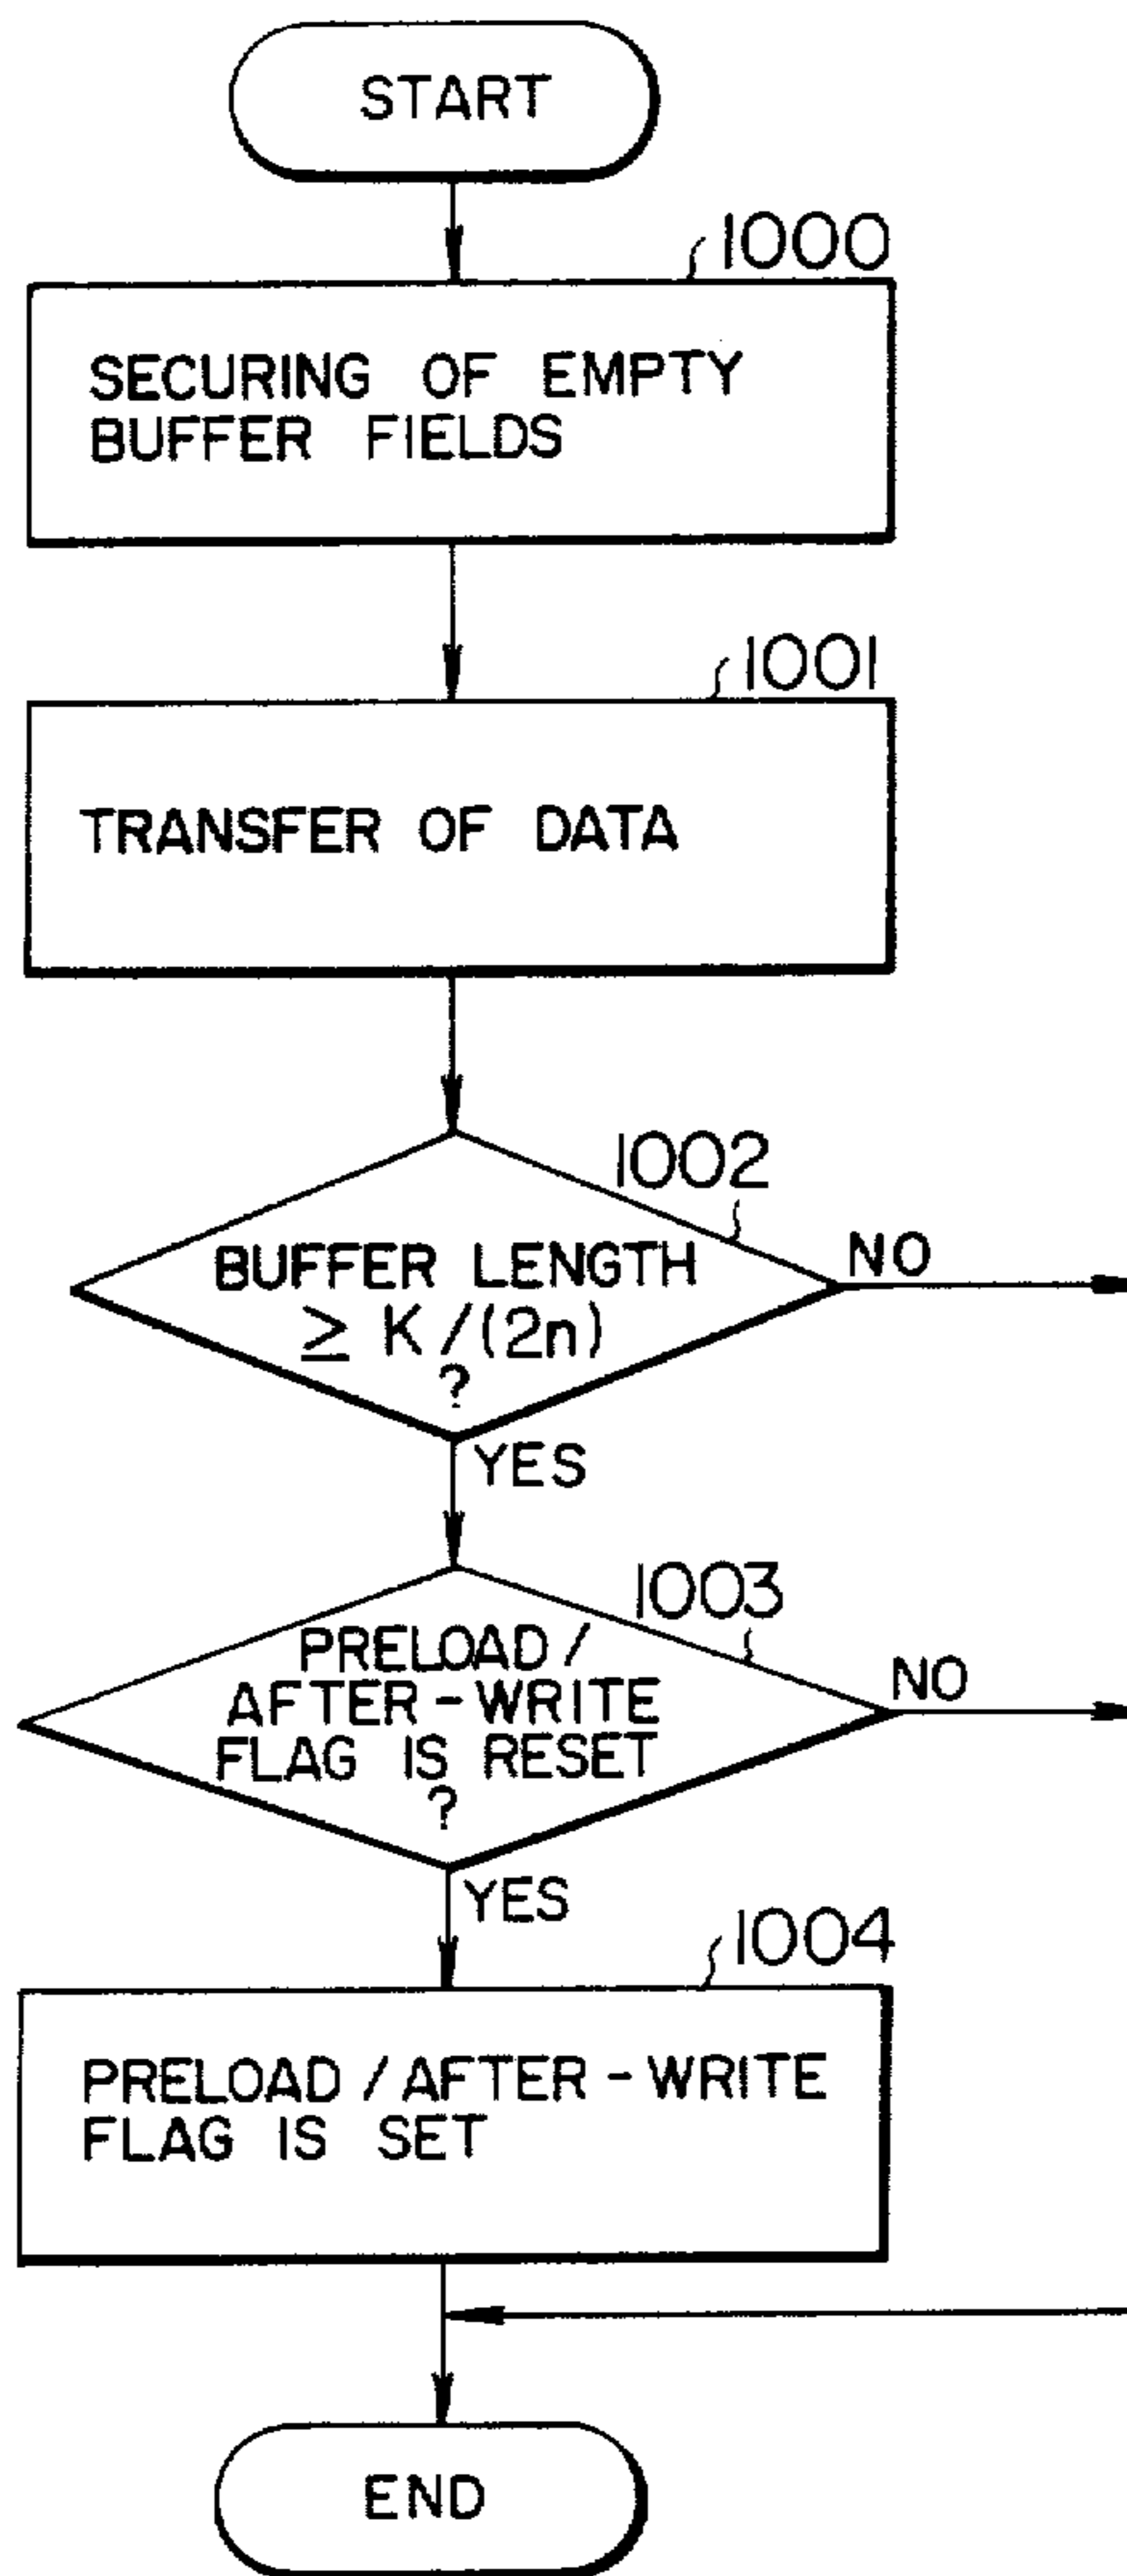 START
1000
SECURING OF EMPTY
BUFFER FIELDS
1001
TRANSFER OF DATA
1002
BUFFER LENGTH
≥ K/(2n)
?
NO
YES
1003
PRELOAD/
AFTER-WRITE
FLAG IS RESET
?
NO
YES
1004
PRELOAD/AFTER-WRITE
FLAG IS SET
END